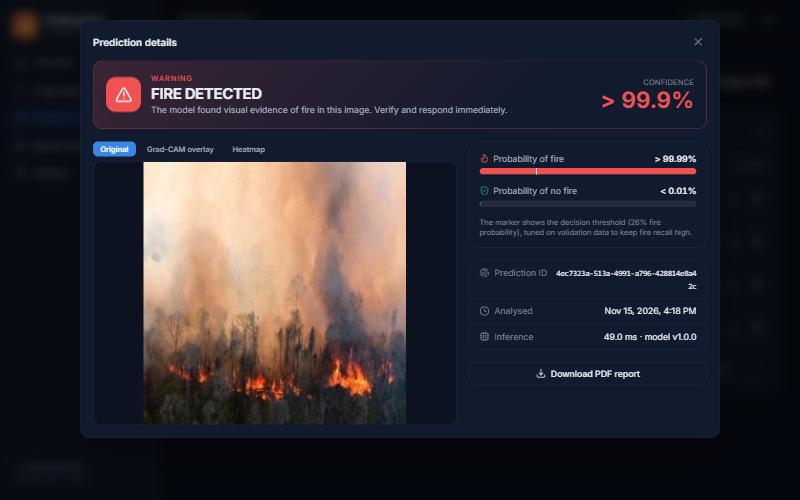 Prediction details
WARNING
FIRE DETECTED
The model found visual evidence of fire in this image. Verify and respond immediately.
CONFIDENCE
> 99.9%
Original
Grad-CAM overlay
Heatmap
Probability of fire
> 99.99%
Probability of no fire
< 0.01%
The marker shows the decision threshold (26% fire
probability), tuned on validation data to keep fire recall high.
Prediction ID
4ec7323a-513a-4991-a796-428814e8a4
2c
Analysed
Nov 15, 2026, 4:18 PM
Inference
49.0 ms · model v1.0.0
Download PDF report